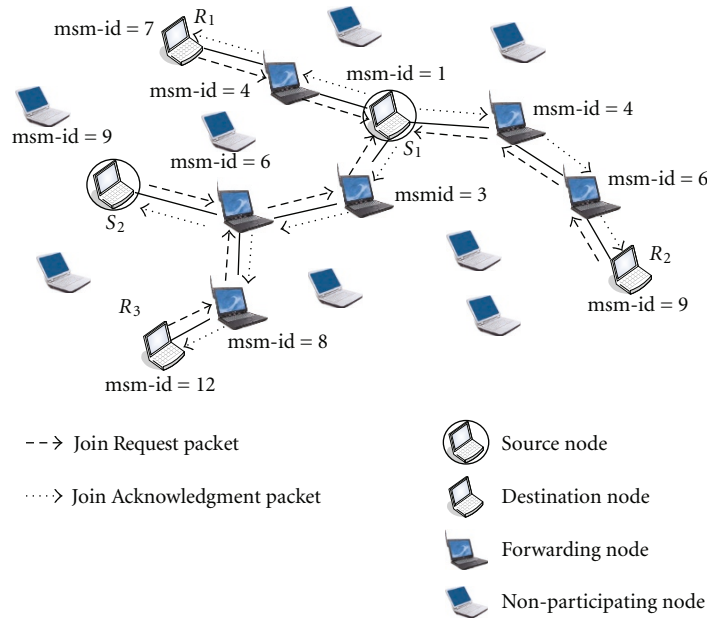 R1
msm-id = 7
msm-id = 1
msm-id = 4
msm-id = 4
msm-id = 9
msm-id = 6
S1
msm-id = 6
msmid = 3
S2
R2
R3
msm-id = 9
msm-id = 8
msm-id = 12
Join Request packet
Source node
Join Acknowledgment packet
Destination node
Forwarding node
Non-participating node